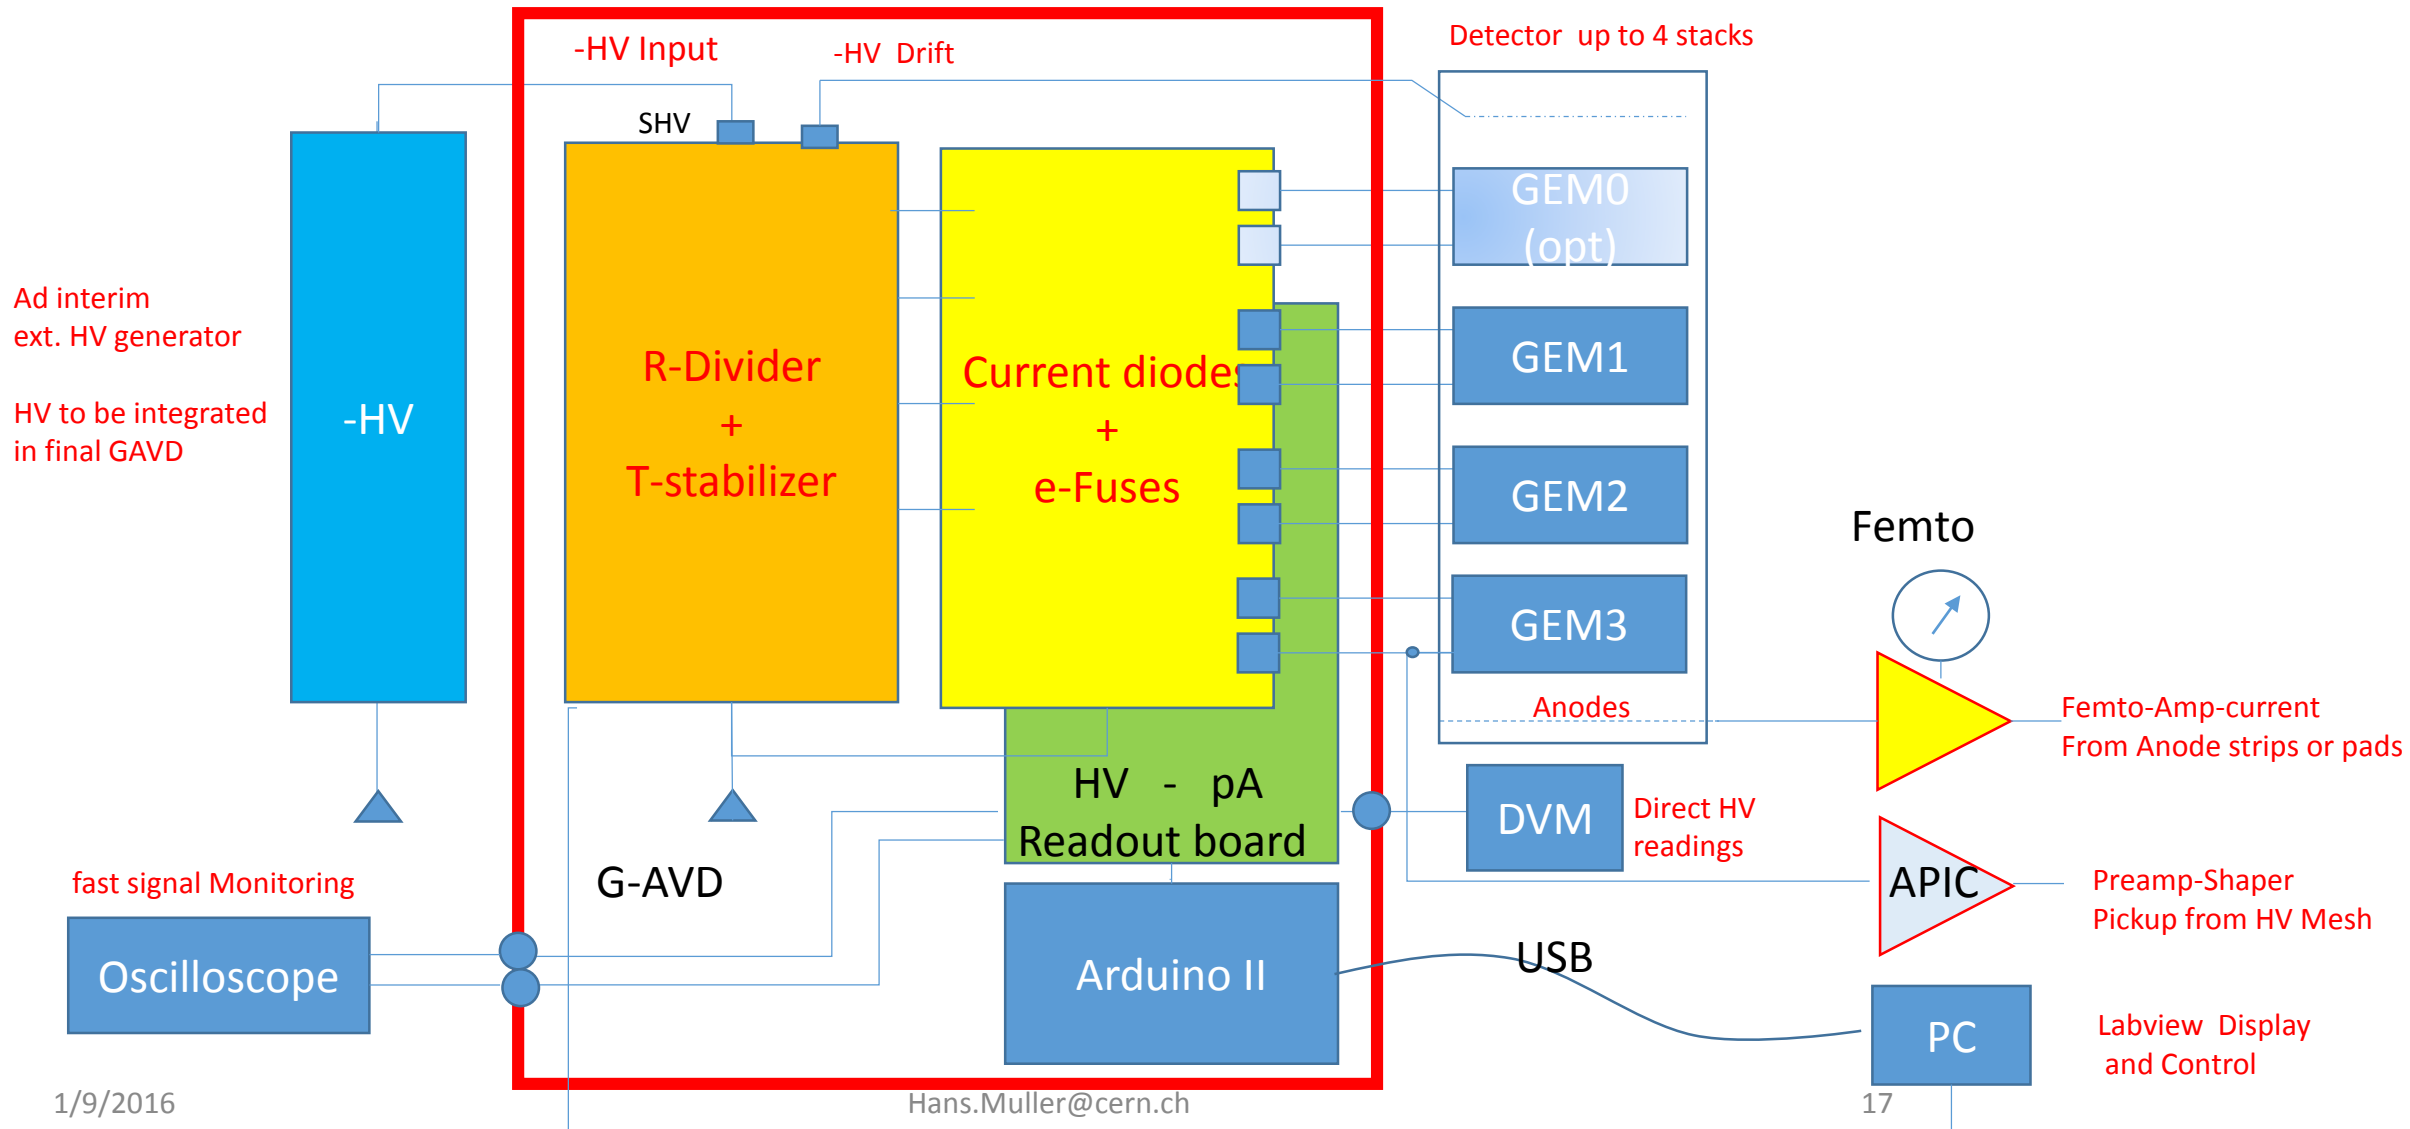 -HV Input
-HV Drift
Detector up to 4 stacks
SHV
GEM0
(opt)
Ad interim
ext. HV generator
HV to be integrated
in final GAVD
-HV
R-Divider
+
T-stabilizer
Current diodes
+
e-Fuses
GEM1
GEM2
GEM3
Anodes
Femto
Femto-Amp-current
From Anode strips or pads
HV - pA
Readout board
DVM
Direct HV
readings
APIC
Preamp-Shaper
Pickup from HV Mesh
fast signal Monitoring
G-AVD
Oscilloscope
Arduino II
USB
PC
Labview Display
and Control
1/9/2016
Hans.Muller@cern.ch
17